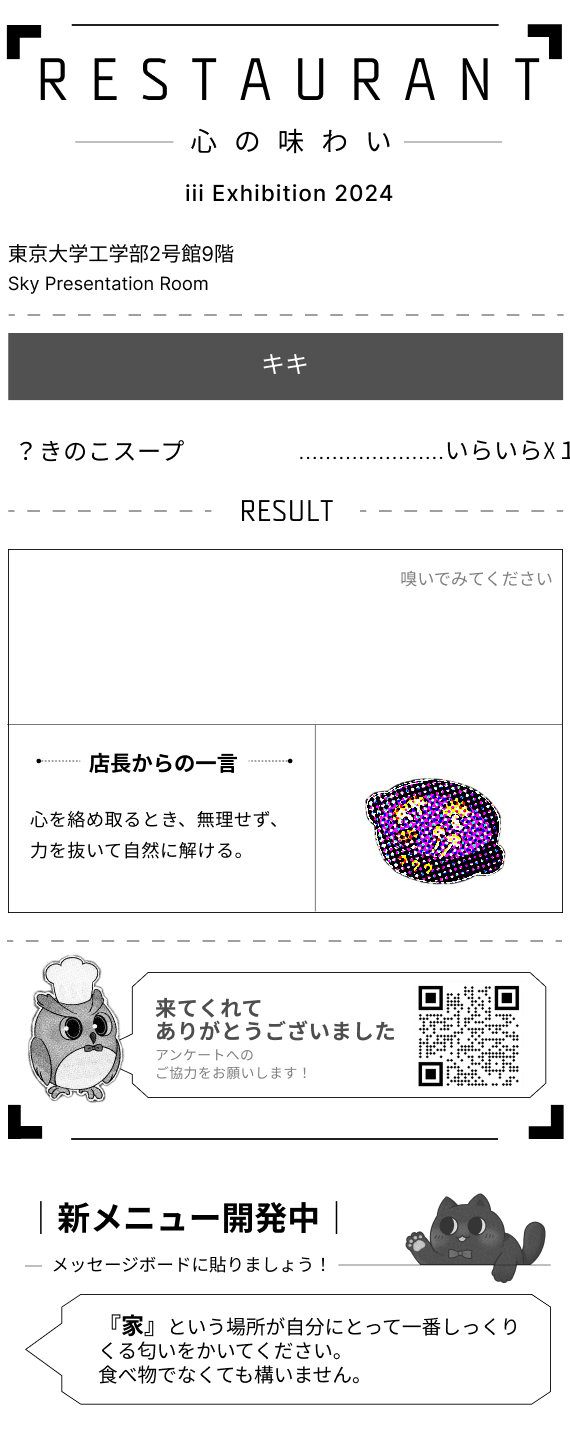 RESTAURANT
心の味わい
iii Exhibition 2024
東京大学工学部2号館9階
Sky Presentation Room
キキ
？きのこスープ ......................いらいらX 1
RESULT
嗅いでみてください
店長からの一言
心を絡め取るとき、無理せず、
力を抜いて自然に解ける。
???
来てくれて
ありがとうございました
アンケートへの
ご協力をお願いします！
新メニュー開発中
メッセージボードに貼りましょう！
『家』という場所が自分にとって一番しっくり
くる匂いをかいてください。
食べ物でなくても構いません。